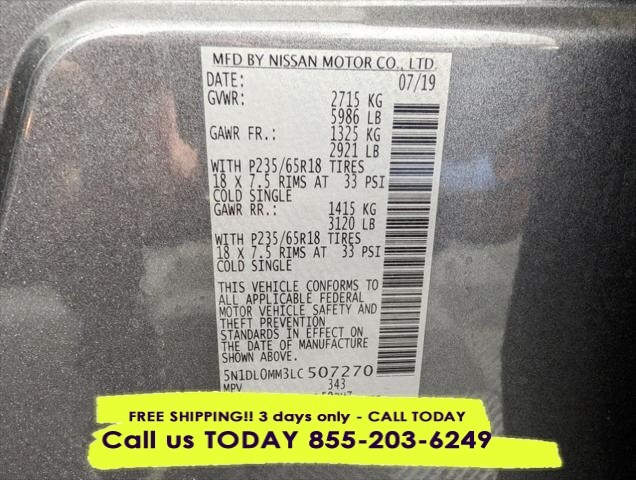 MFD BY NISSAN MOTOR CO., LTD.
DATE: 07/19
GVWR: 2715 KG
5986 LB
GAWR FR.: 1325 KG
2921 LB
WITH P235/65R18 TIRES
18 X 7.5 RIMS AT 33 PSI
COLD SINGLE
GAWR RR.: 1415 KG
3120 LB
WITH P235/65R18 TIRES
18 X 7.5 RIMS AT 33 PSI
COLD SINGLE
THIS VEHICLE CONFORMS TO
ALL APPLICABLE FEDERAL
MOTOR VEHICLE SAFETY AND
THEFT PREVENTION
STANDARDS IN EFFECT ON
THE DATE OF MANUFACTURE
SHOWN ABOVE.
5N1DL0MM3LC507270
MPV 343
FREE SHIPPING!! 3 days only - CALL TODAY
Call us TODAY 855-203-6249